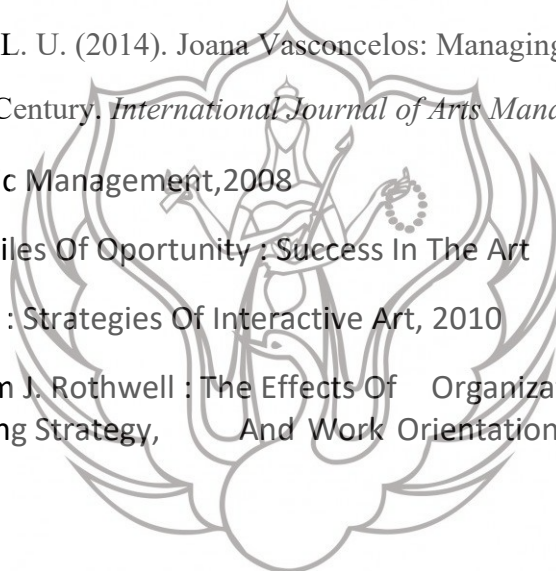 L. U. (2014). Joana Vasconcelos: Managing
Century. International Journal of Arts Mana
c Management,2008
iles Of Oportunity : Success In The Art
: Strategies Of Interactive Art, 2010
m J. Rothwell : The Effects Of Organiza
ng Strategy, And Work Orientation